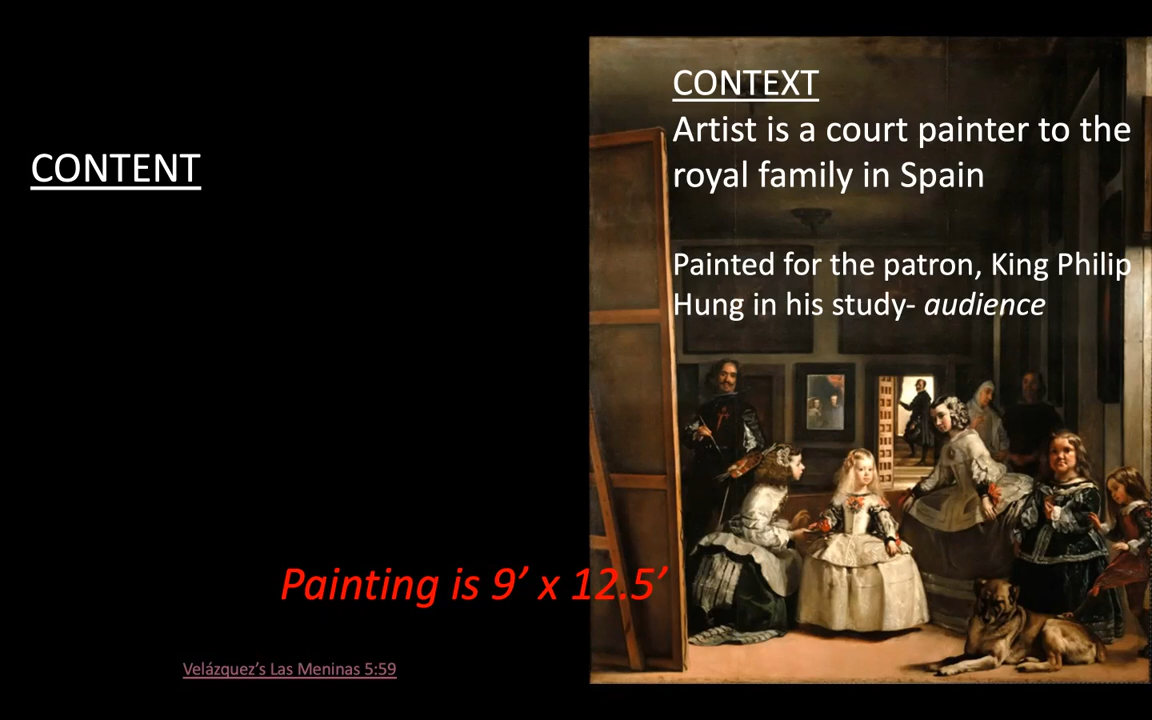 CONTENT
CONTEXT
Artist is a court painter to the
royal family in Spain
Painted for the patron, King Philip
Hung in his study- audience
Painting is 9’ x 12.5’
Velázquez’s Las Meninas 5:59